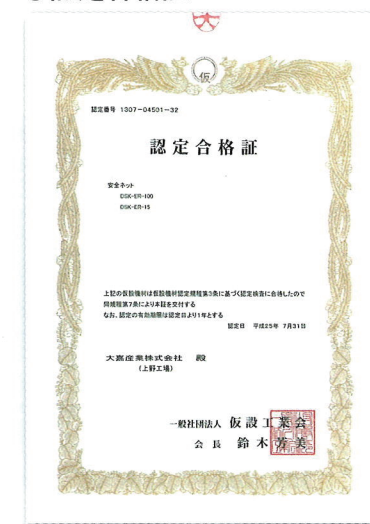 仮
認定番号 1307-04501-32
認定合格証
安全ネット
DSK-ER-100
DSK-ER-15
上記の仮設機材は仮設機材認定規程第3条に基づく認定検査に合格したので
同規程第7条により本証を交付する
なお、認定の有効期限は認定日より1年とする
認定日 平成25年 7月31日
大嘉産業株式会社 殿
(上野工場)
一般社団法人 仮設工業会
会長 鈴木芳美